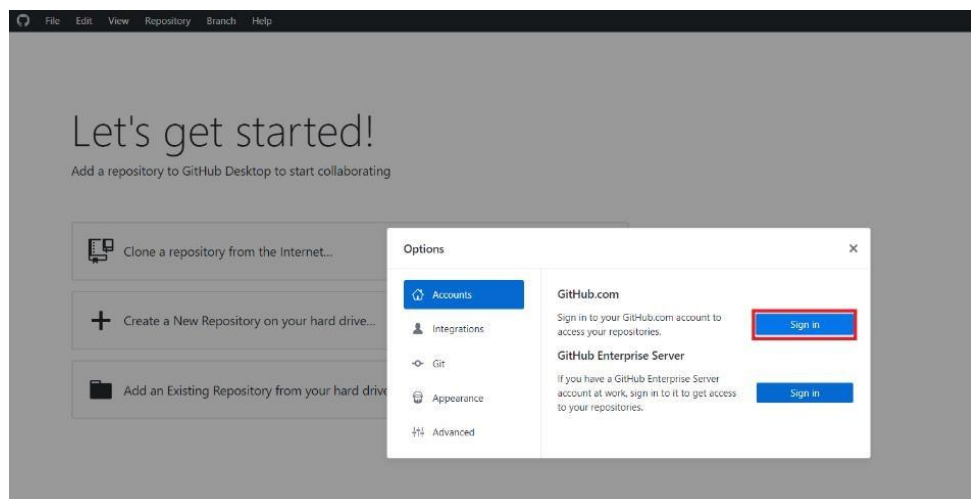 File Edit View Repository Branch Help
Let's get started!
Add a repository to GitHub Desktop to start collaborating
Clone a repository from the Internet...
Create a New Repository on your hard drive...
Add an Existing Repository from your hard drive
Options
Accounts
Integrations
Git
Appearance
Advanced
GitHub.com
Sign in to your GitHub.com account to
access your repositories.
Sign in
GitHub Enterprise Server
If you have a GitHub Enterprise Server
account at work, sign in to it to get access
to your repositories.
Sign in